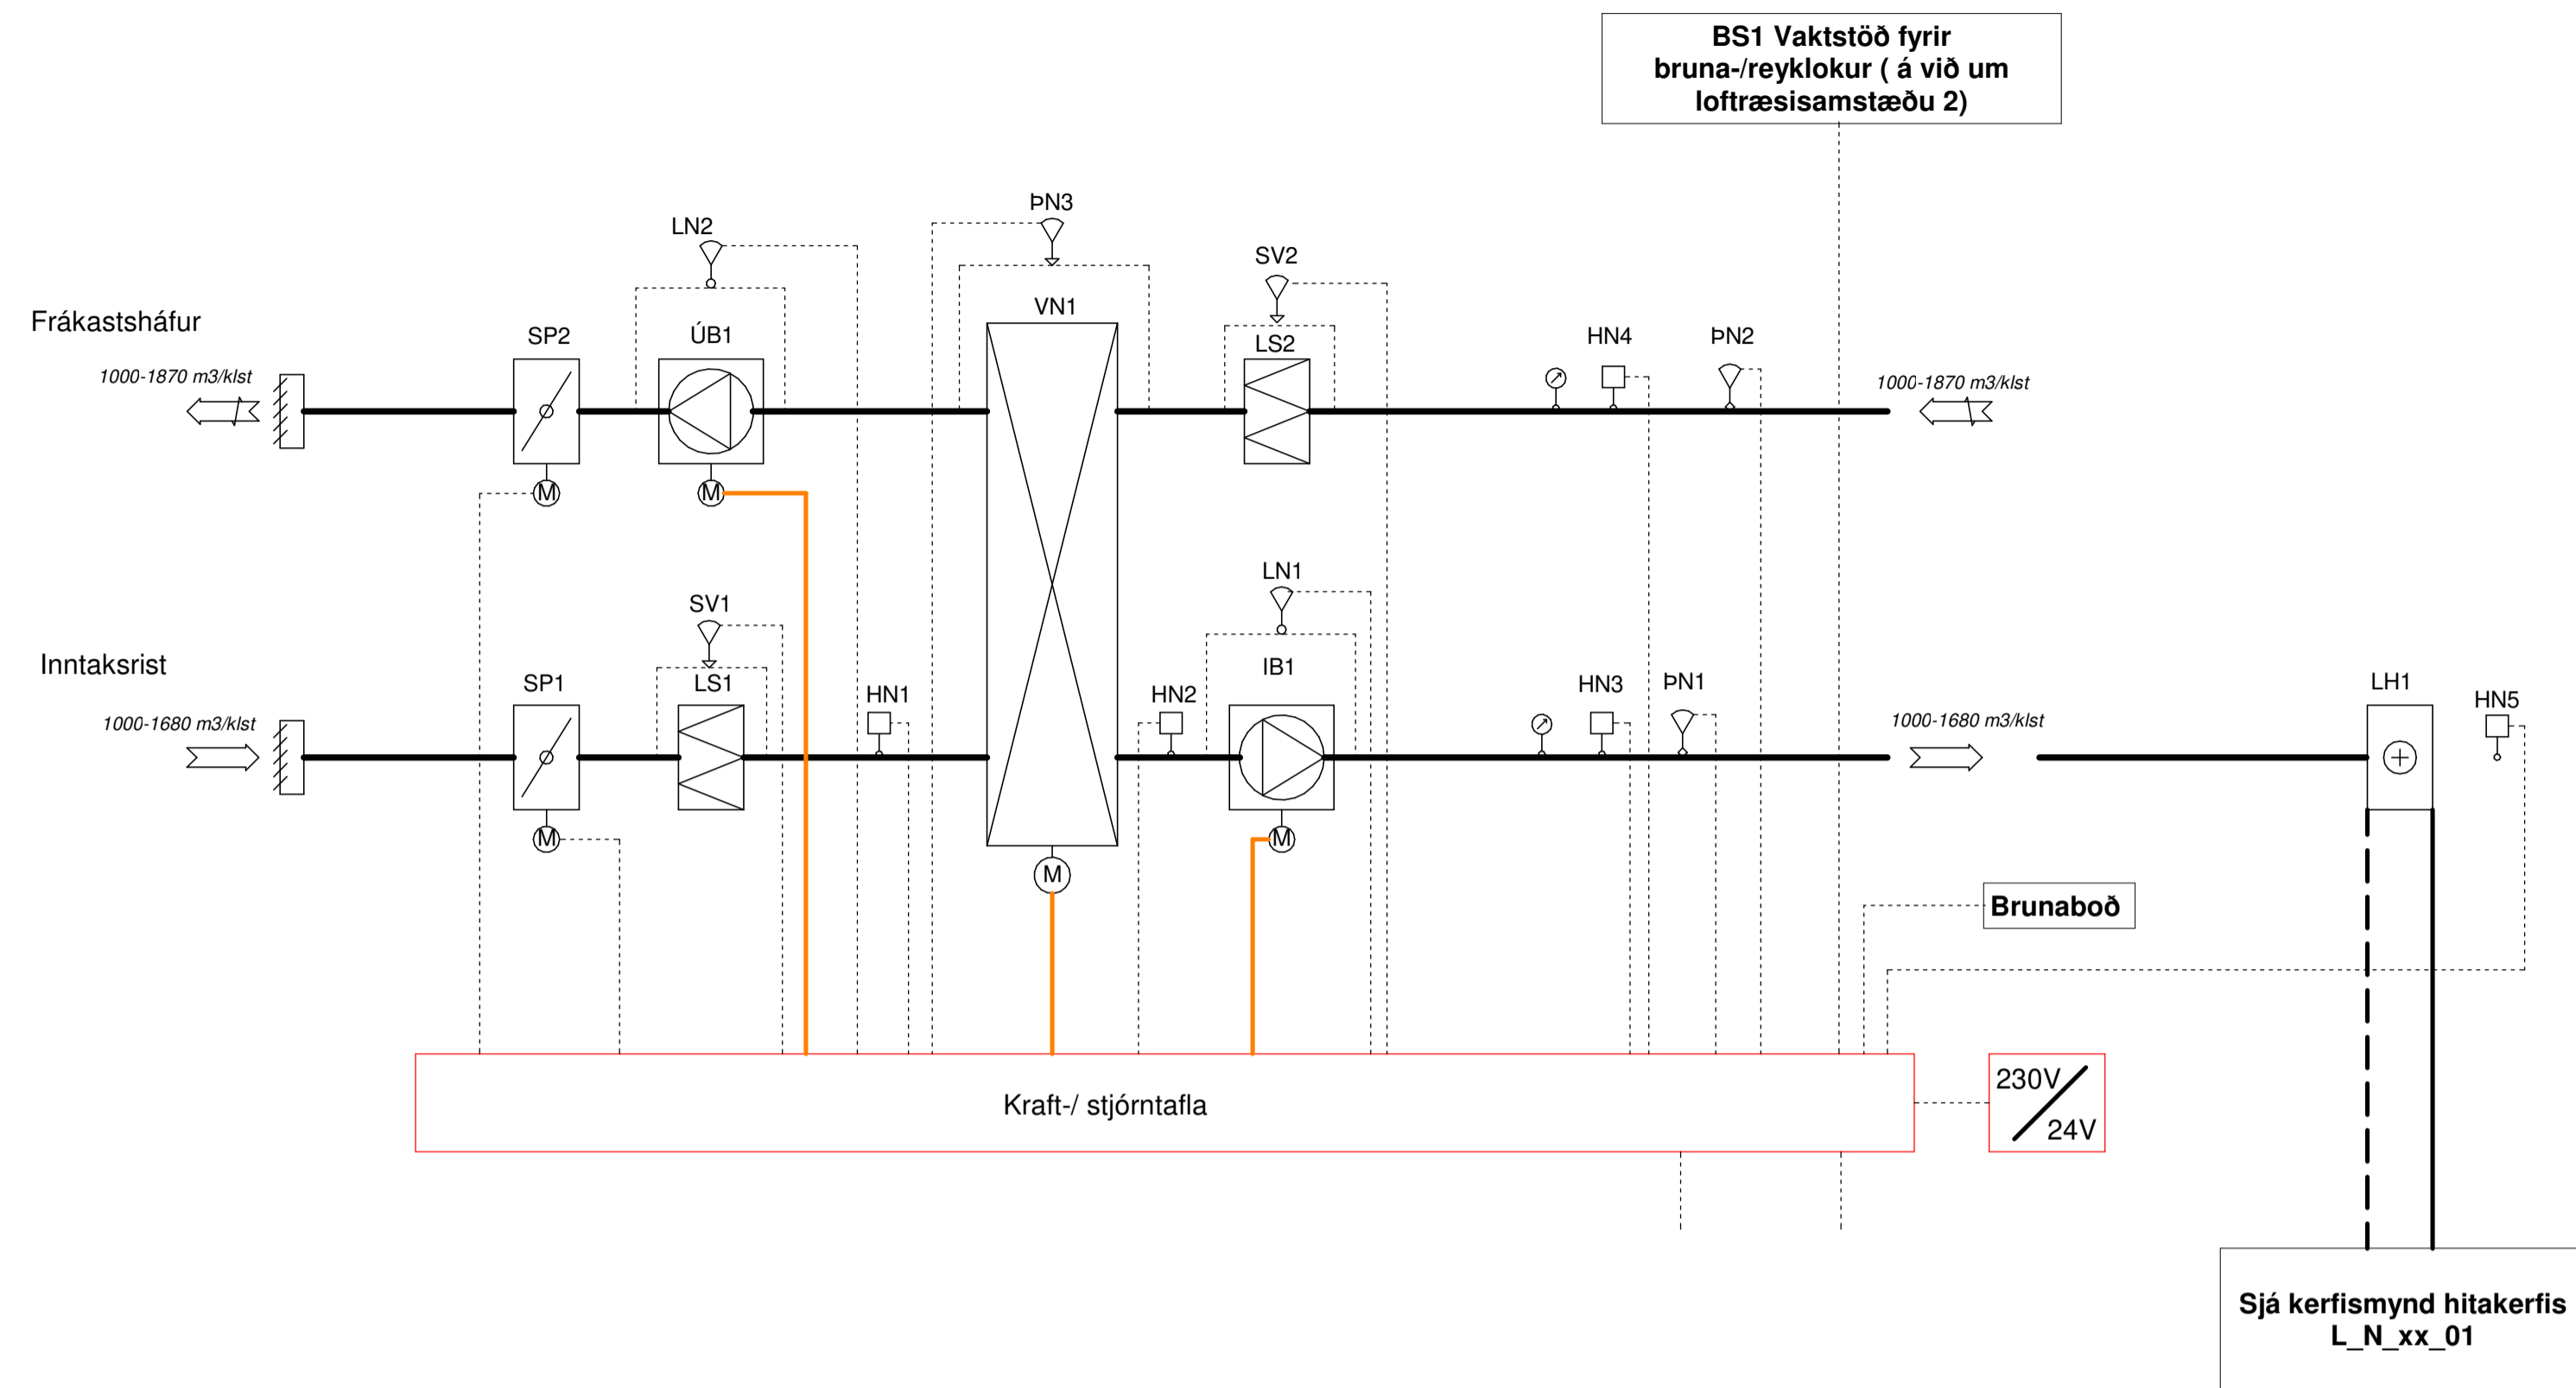 BS1 Vaktstöð fyrir
bruna-/reyklokur ( á við um
loftræsisamstæðu 2)
ÞN3
LN2
SV2
VN1
Frákastsháfur
SP2
ÚB1
LS2
HN4
ÞN2
1000-1870 m3/klst
1000-1870 m3/klst
M
M
LN1
SV1
Inntaksrist
IB1
SP1
LS1
HN1
HN2
HN3
ÞN1
LH1
HN5
1000-1680 m3/klst
1000-1680 m3/klst
M
M
M
Brunaboð
230V
Kraft-/ stjórntafla
24V
Sjá kerfismynd hitakerfis
L_N_xx_01